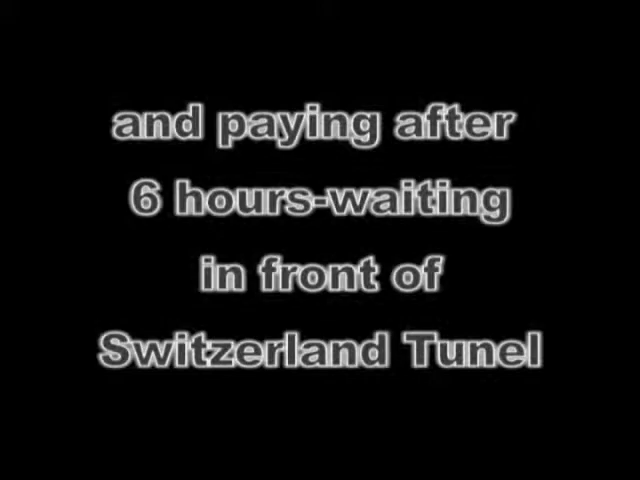 and paying after
6 hours-waiting
in front of
Switzerland Tunel